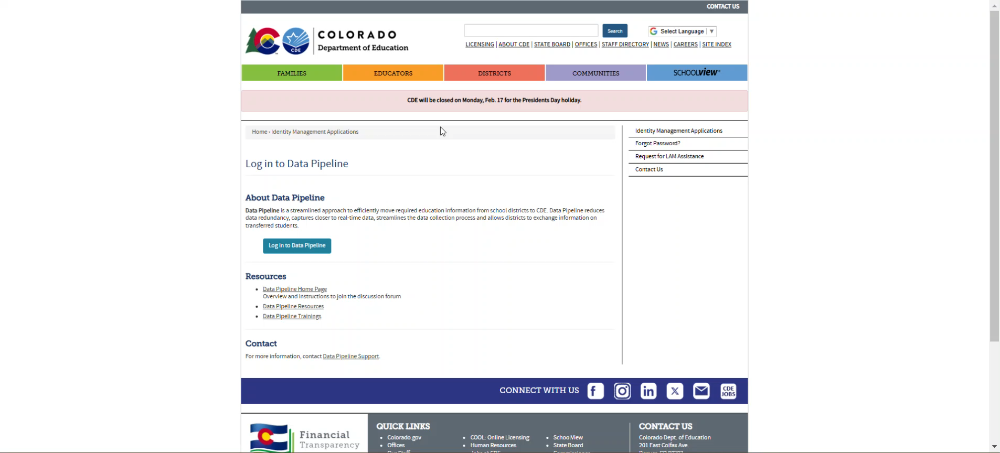 CONTACT US
COLORADO
Department of Education
CDE
Search
Select Language
LICENSING | ABOUT CDE | STATE BOARD | OFFICES | STAFF DIRECTORY | NEWS | CAREERS | SITE INDEX
FAMILIES
EDUCATORS
DISTRICTS
COMMUNITIES
SCHOOLVIEW®
CDE will be closed on Monday, Feb. 17 for the Presidents Day holiday.
Home › Identity Management Applications
Log in to Data Pipeline
About Data Pipeline
Data Pipeline is a streamlined approach to efficiently move required education information from school districts to CDE. Data Pipeline reduces
data redundancy, captures closer to real-time data, streamlines the data collection process and allows districts to exchange information on
transferred students.
Log in to Data Pipeline
Resources
Data Pipeline Home Page
Overview and instructions to join the discussion forum
Data Pipeline Resources
Data Pipeline Trainings
Contact
For more information, contact Data Pipeline Support.
Identity Management Applications
Forgot Password?
Request for LAM Assistance
Contact Us
CONNECT WITH US
CDE
JOBS
Financial
Transparency
QUICK LINKS
Colorado.gov
Offices
COOL: Online Licensing
Human Resources
SchoolView
State Board
CONTACT US
Colorado Dept. of Education
201 East Colfax Ave.